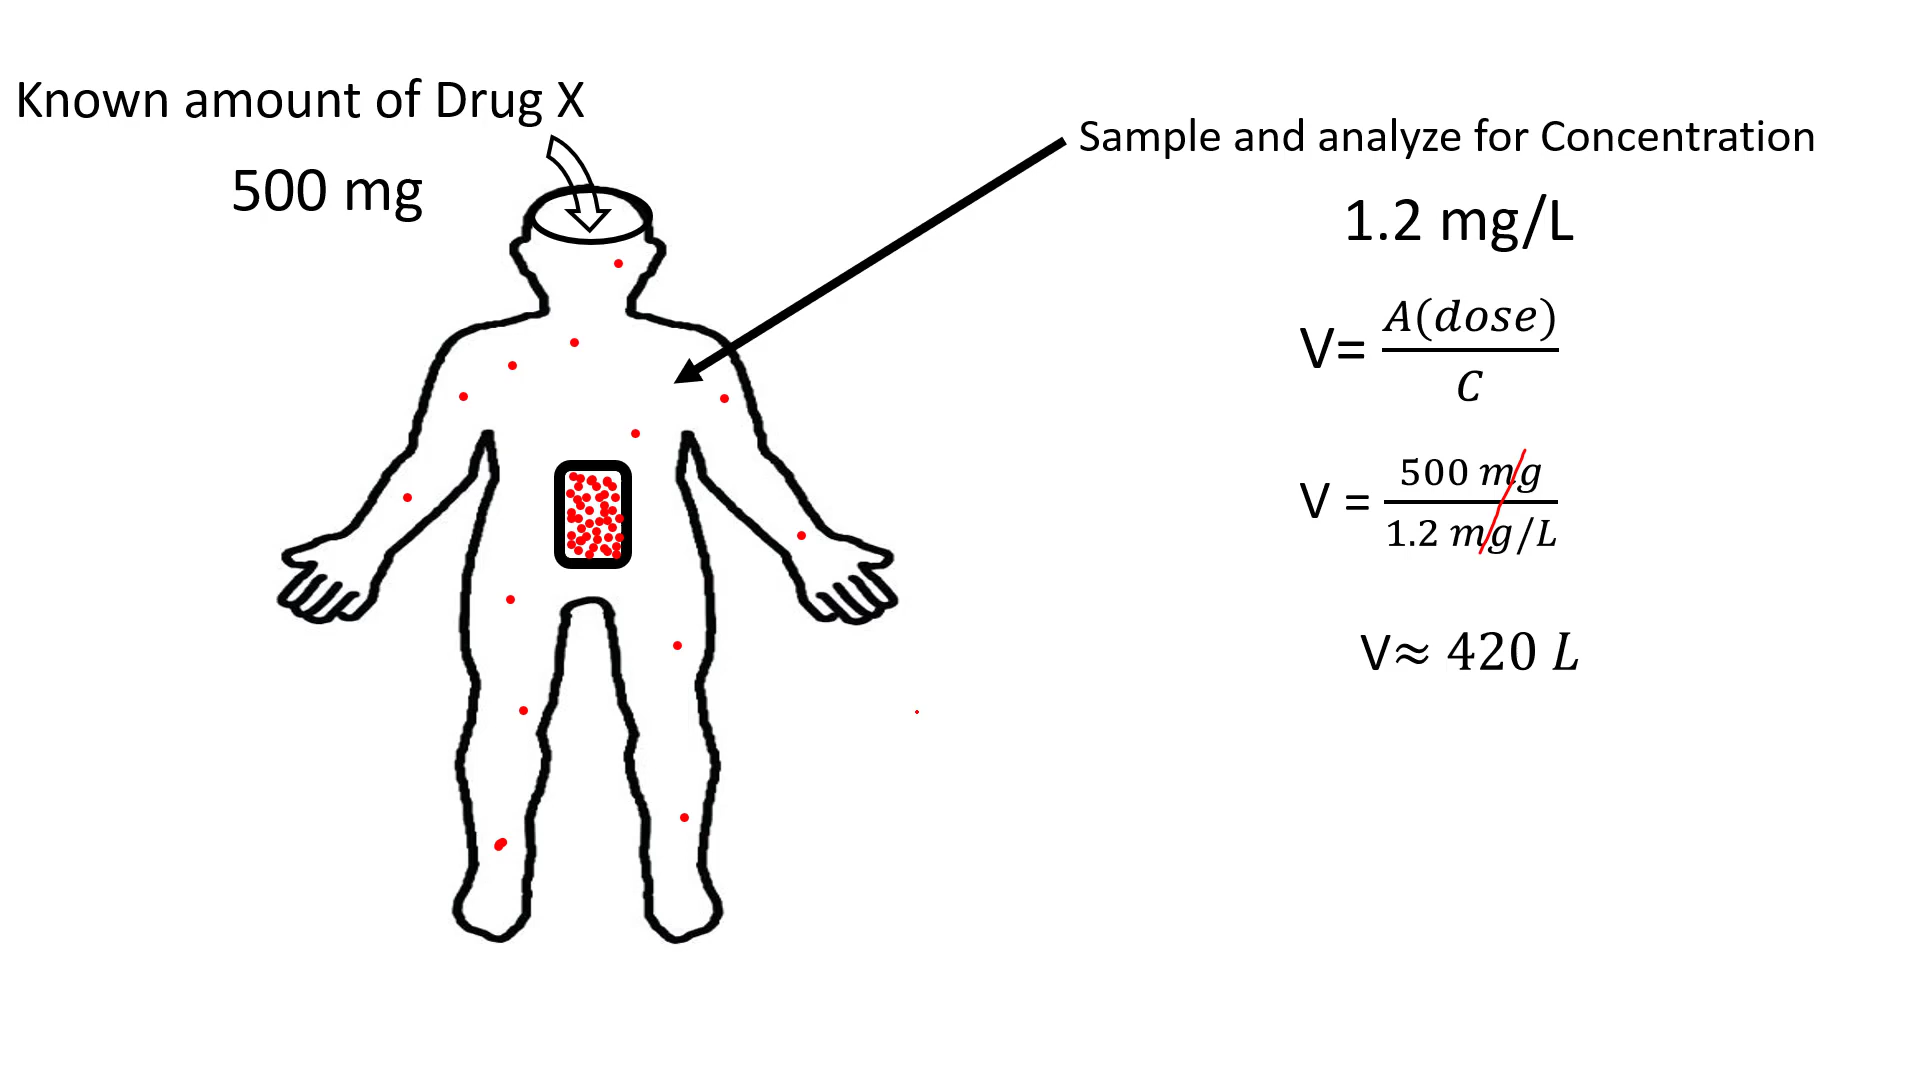 Known amount of Drug X
500 mg
Sample and analyze for Concentration
1.2 mg/L
V= A(dose)
C
V = 500 mg
1.2 mg/L
V≈ 420 L